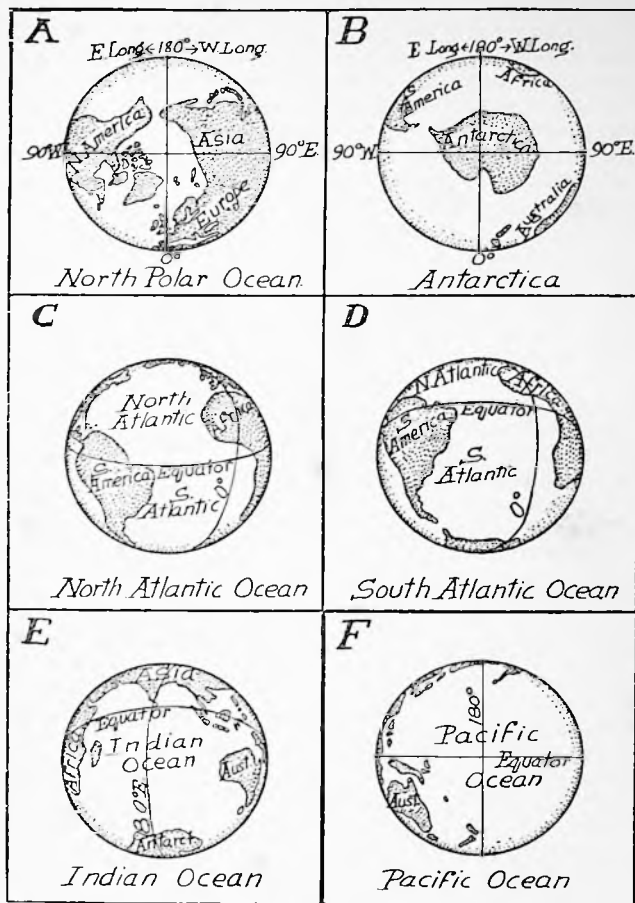 A
E Long←180°→W. Long.
N. America
Asia
90°W
90°E.
Europe
0°
North Polar Ocean.
B
E Long←180°→W. Long.
S. America
Africa
Antarctica
90°W
90°E.
Australia
0°
Antarctica
C
North
Atlantic
Africa
S.
America
Equator
S.
Atlantic
0°
North Atlantic Ocean
D
N. Atlantic
Africa
Equator
S.
America
S.
Atlantic
0°
South Atlantic Ocean
E
Asia
Equator
Africa
Indian
Ocean
Aust.
80°E
Antarct.
Indian Ocean
F
180°
Pacific
Equator
Ocean
Aust.
Pacific Ocean